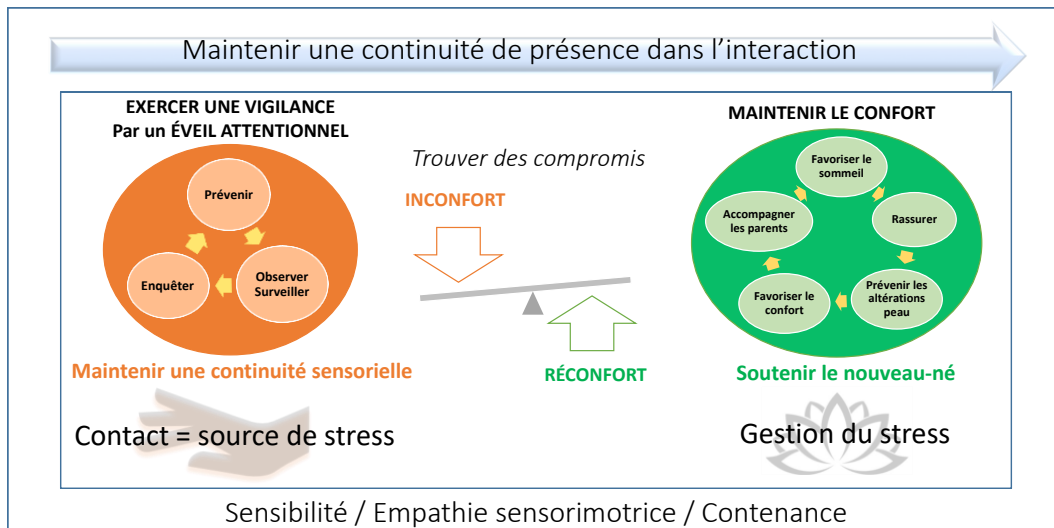 Maintenir une continuité de présence dans l’interaction
EXERCER UNE VIGILANCE
Par un ÉVEIL ATTENTIONNEL
Prévenir
Observer
Surveiller
Enquêter
Maintenir une continuité sensorielle
Contact = source de stress
Trouver des compromis
INCONFORT
RÉCONFORT
MAINTENIR LE CONFORT
Favoriser le
sommeil
Rassurer
Prévenir les
altérations
peau
Favoriser le
confort
Accompagner
les parents
Soutenir le nouveau-né
Gestion du stress
Sensibilité / Empathie sensorimotrice / Contenance